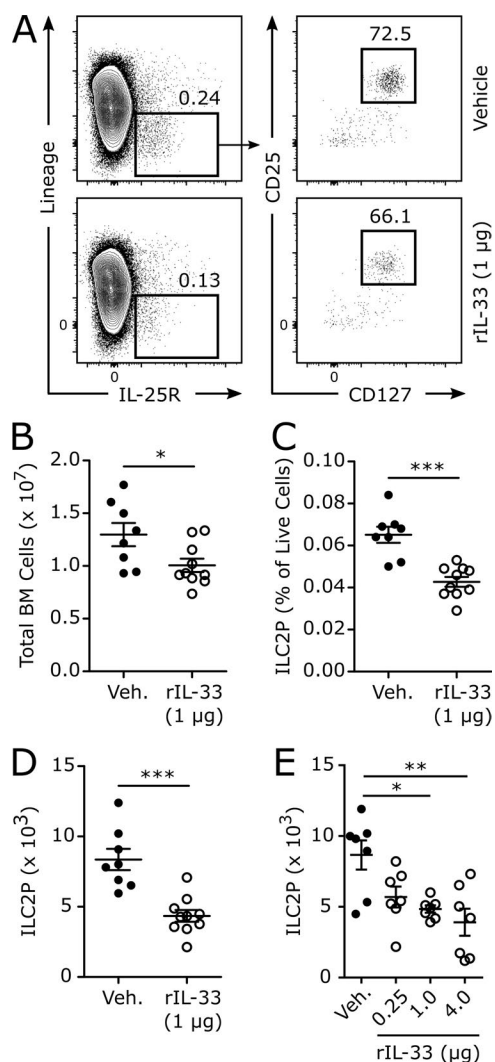 A
Lineage
0.24
0.13
0
0
IL-25R
CD25
72.5
66.1
CD127
Vehicle
rIL-33 (1 µg)
B
Total BM Cells (x 10⁷)
2.0
1.5
1.0
0.5
0.0
*
Veh.
rIL-33
(1 µg)
C
ILC2P (% of Live Cells)
0.10
0.08
0.06
0.04
0.02
0.00
***
Veh.
rIL-33
(1 µg)
D
ILC2P (x 10³)
15
10
5
0
***
Veh.
rIL-33
(1 µg)
E
ILC2P (x 10³)
15
10
5
0
**
*
Veh.
0.25
1.0
4.0
rIL-33 (µg)